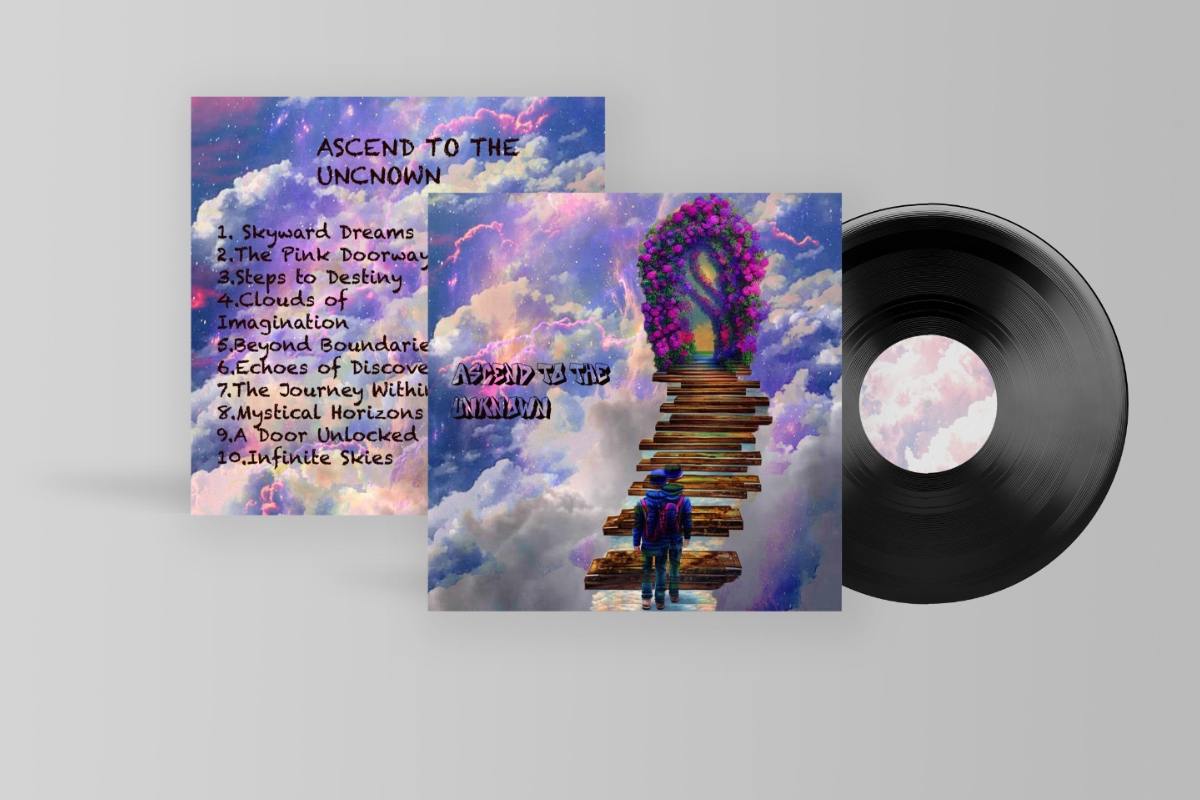 ASCEND TO THE
UNCNOWN
1. Skyward Dreams
2.The Pink Doorway
3.Steps to Destiny
4.Clouds of
Imagination
5.Beyond Boundarie
6.Echoes of Discove
7.The Journey Within
8.Mystical Horizons
9.A Door Unlocked
10.Infinite Skies
ASCEND TO THE
UNKNOWN